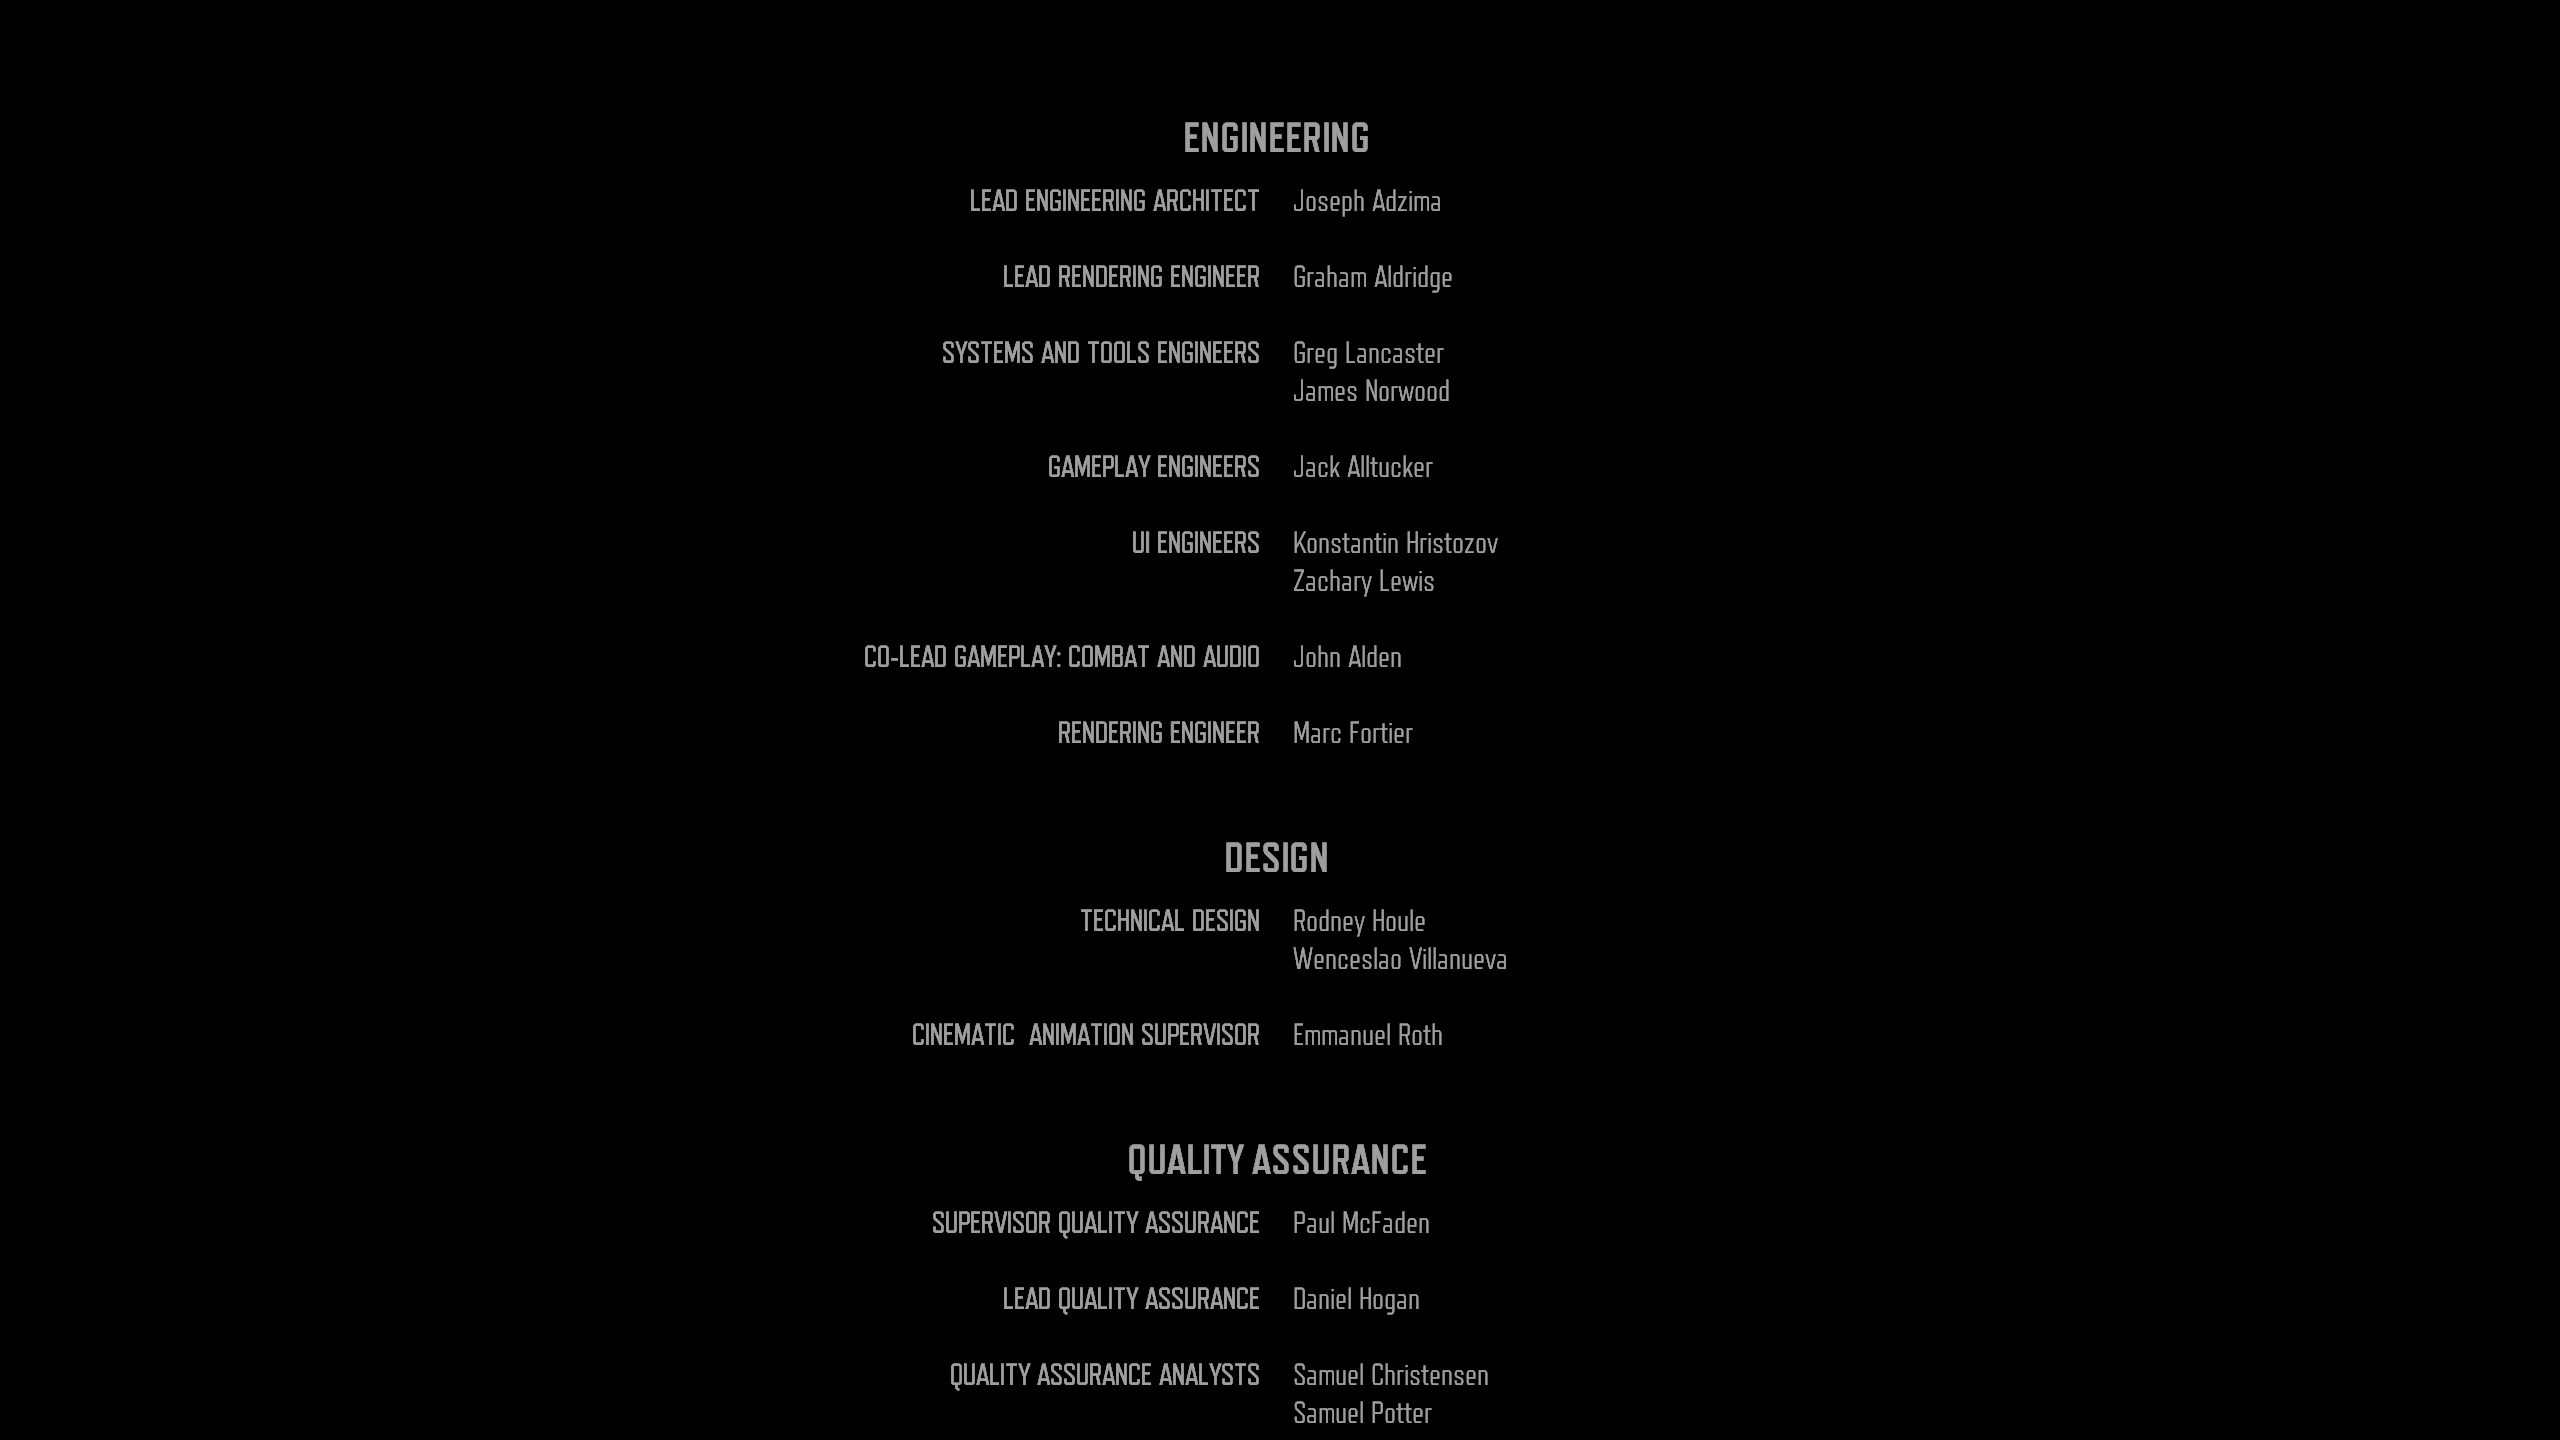 ENGINEERING
LEAD ENGINEERING ARCHITECT Joseph Adzima
LEAD RENDERING ENGINEER Graham Aldridge
SYSTEMS AND TOOLS ENGINEERS Greg Lancaster
James Norwood
GAMEPLAY ENGINEERS Jack Alltucker
UI ENGINEERS Konstantin Hristozov
Zachary Lewis
CO-LEAD GAMEPLAY: COMBAT AND AUDIO John Alden
RENDERING ENGINEER Marc Fortier
DESIGN
TECHNICAL DESIGN Rodney Houle
Wenceslao Villanueva
CINEMATIC  ANIMATION SUPERVISOR Emmanuel Roth
QUALITY ASSURANCE
SUPERVISOR QUALITY ASSURANCE Paul McFaden
LEAD QUALITY ASSURANCE Daniel Hogan
QUALITY ASSURANCE ANALYSTS Samuel Christensen
Samuel Potter